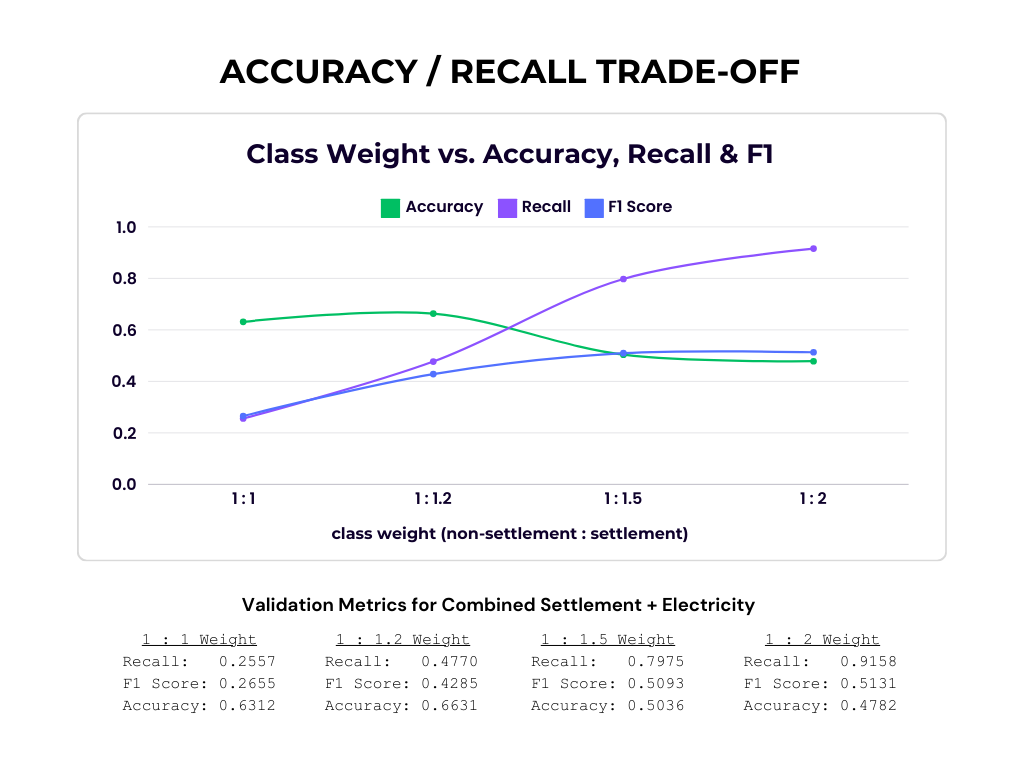 ACCURACY / RECALL TRADE-OFF
Class Weight vs. Accuracy, Recall & F1
Accuracy Recall F1 Score
1.0
0.8
0.6
0.4
0.2
0.0
1 : 1 1 : 1.2 1 : 1.5 1 : 2
class weight (non-settlement : settlement)
Validation Metrics for Combined Settlement + Electricity
1 : 1 Weight 1 : 1.2 Weight 1 : 1.5 Weight 1 : 2 Weight
Recall: 0.2557 Recall: 0.4770 Recall: 0.7975 Recall: 0.9158
F1 Score: 0.2655 F1 Score: 0.4285 F1 Score: 0.5093 F1 Score: 0.5131
Accuracy: 0.6312 Accuracy: 0.6631 Accuracy: 0.5036 Accuracy: 0.4782